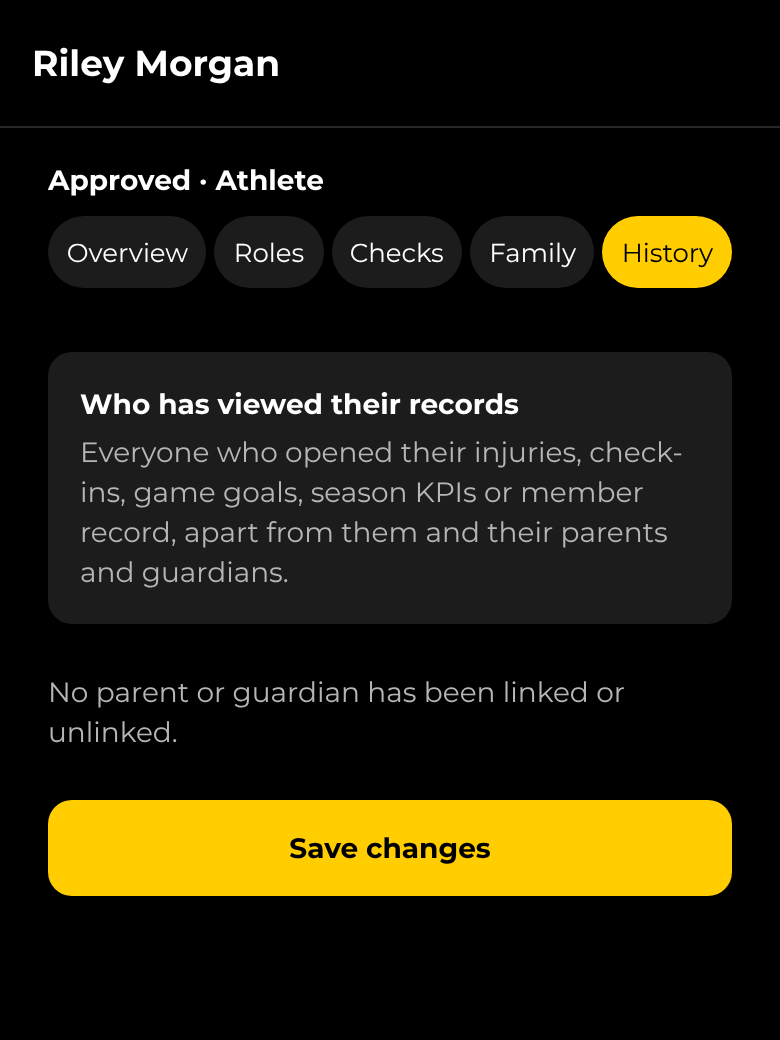 Riley Morgan
Approved · Athlete
Overview
Roles
Checks
Family
History
Who has viewed their records
Everyone who opened their injuries, check-
ins, game goals, season KPIs or member
record, apart from them and their parents
and guardians.
No parent or guardian has been linked or
unlinked.
Save changes